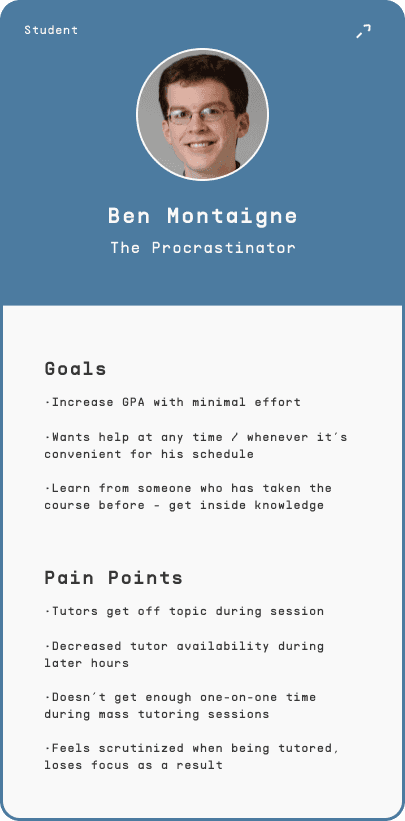 Student
Ben Montaigne
The Procrastinator
Goals
·Increase GPA with minimal effort
·Wants help at any time / whenever it's
convenient for his schedule
·Learn from someone who has taken the
course before - get inside knowledge
Pain Points
·Tutors get off topic during session
·Decreased tutor availability during
later hours
·Doesn't get enough one-on-one time
during mass tutoring sessions
·Feels scrutinized when being tutored,
loses focus as a result